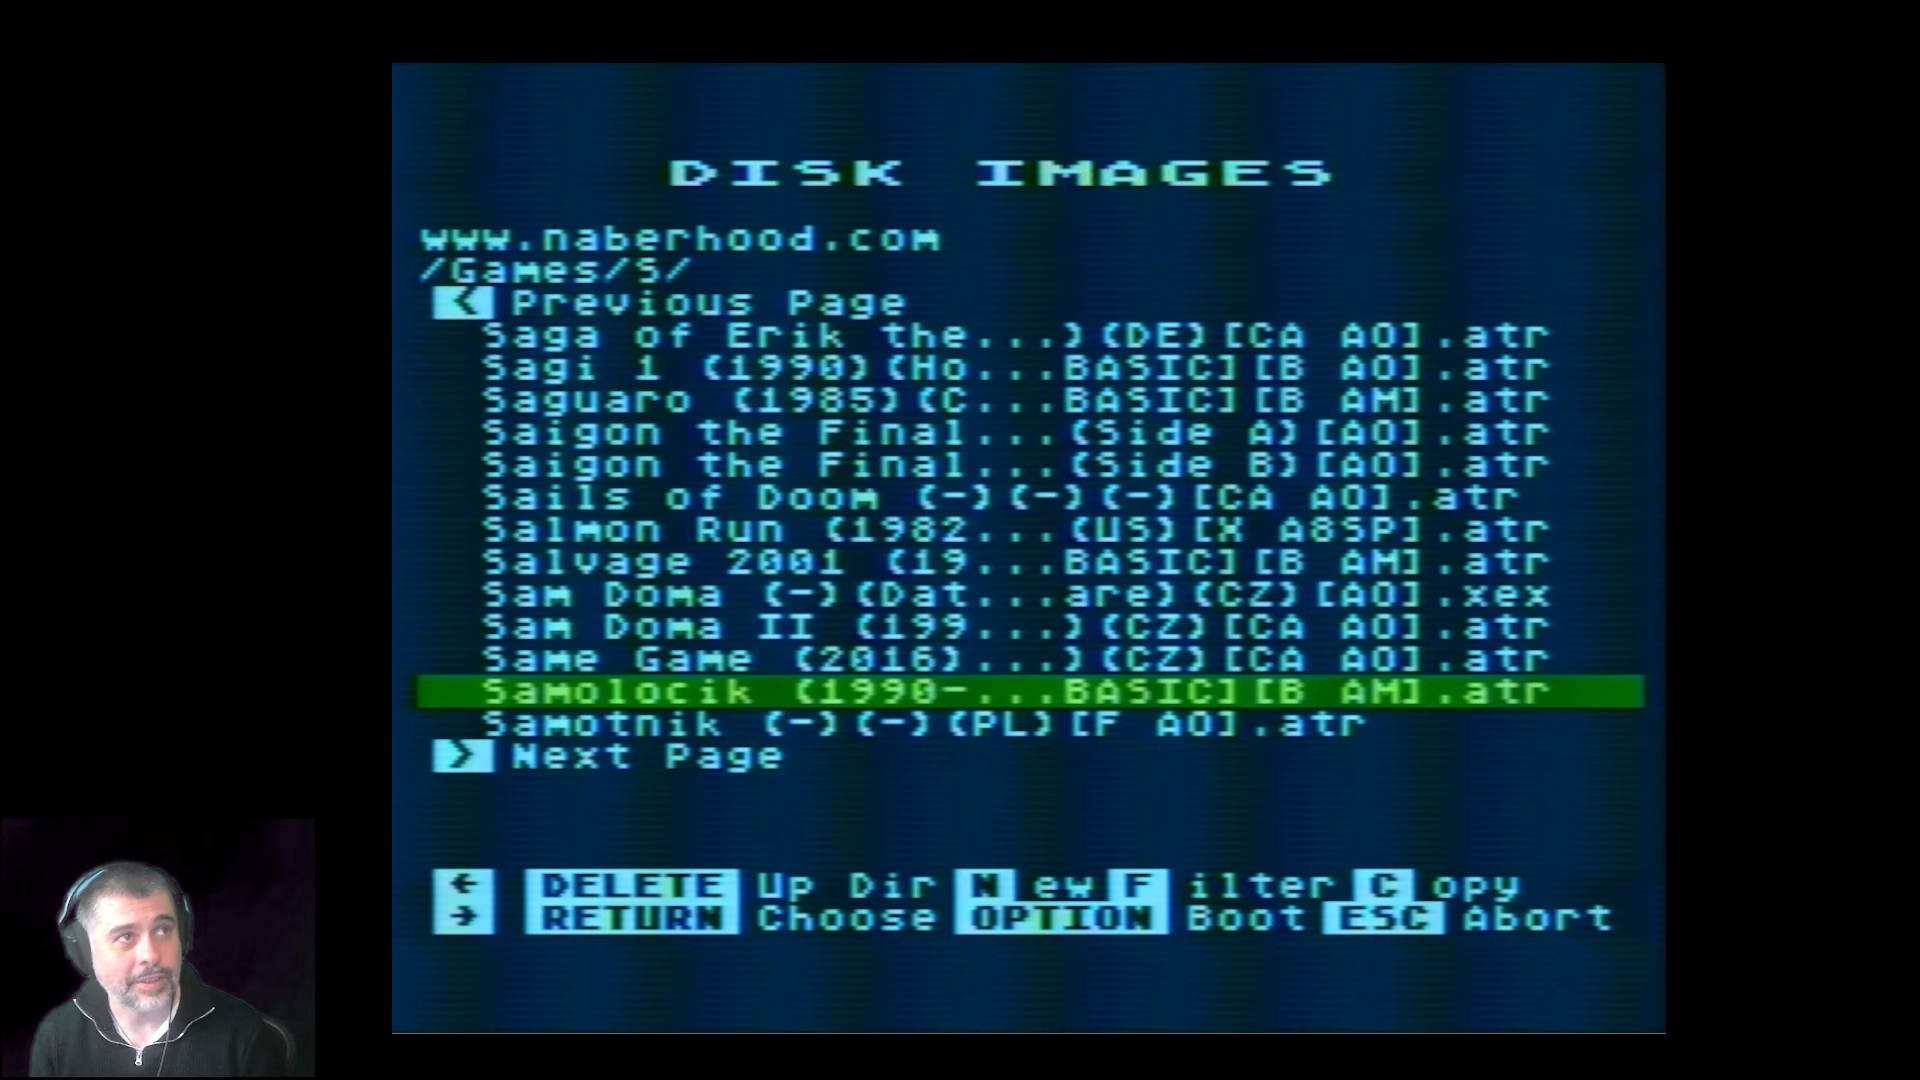 DISK IMAGES
www.naberhood.com
/Games/S/
< Previous Page
Saga of Erik the...)(DE)[CA AO].atr
Sagi 1 (1990)(Ho...BASIC][B AO].atr
Saguaro (1985)(C...BASIC][B AM].atr
Saigon the Final...(Side A)[AO].atr
Saigon the Final...(Side B)[AO].atr
Sails of Doom (-)(-)(-)[CA AO].atr
Salmon Run (1982...(US)[X A8SP].atr
Salvage 2001 (19...BASIC][B AM].atr
Sam Doma (-)(Dat...are)(CZ)[AO].xex
Sam Doma II (199...)(CZ)[CA AO].atr
Same Game (2016)...)(CZ)[CA AO].atr
Samolocik (1990-...BASIC][B AM].atr
Samotnik (-)(-)(PL)[F AO].atr
> Next Page
← DELETE Up Dir New Filter Copy
→ RETURN Choose OPTION Boot ESC Abort